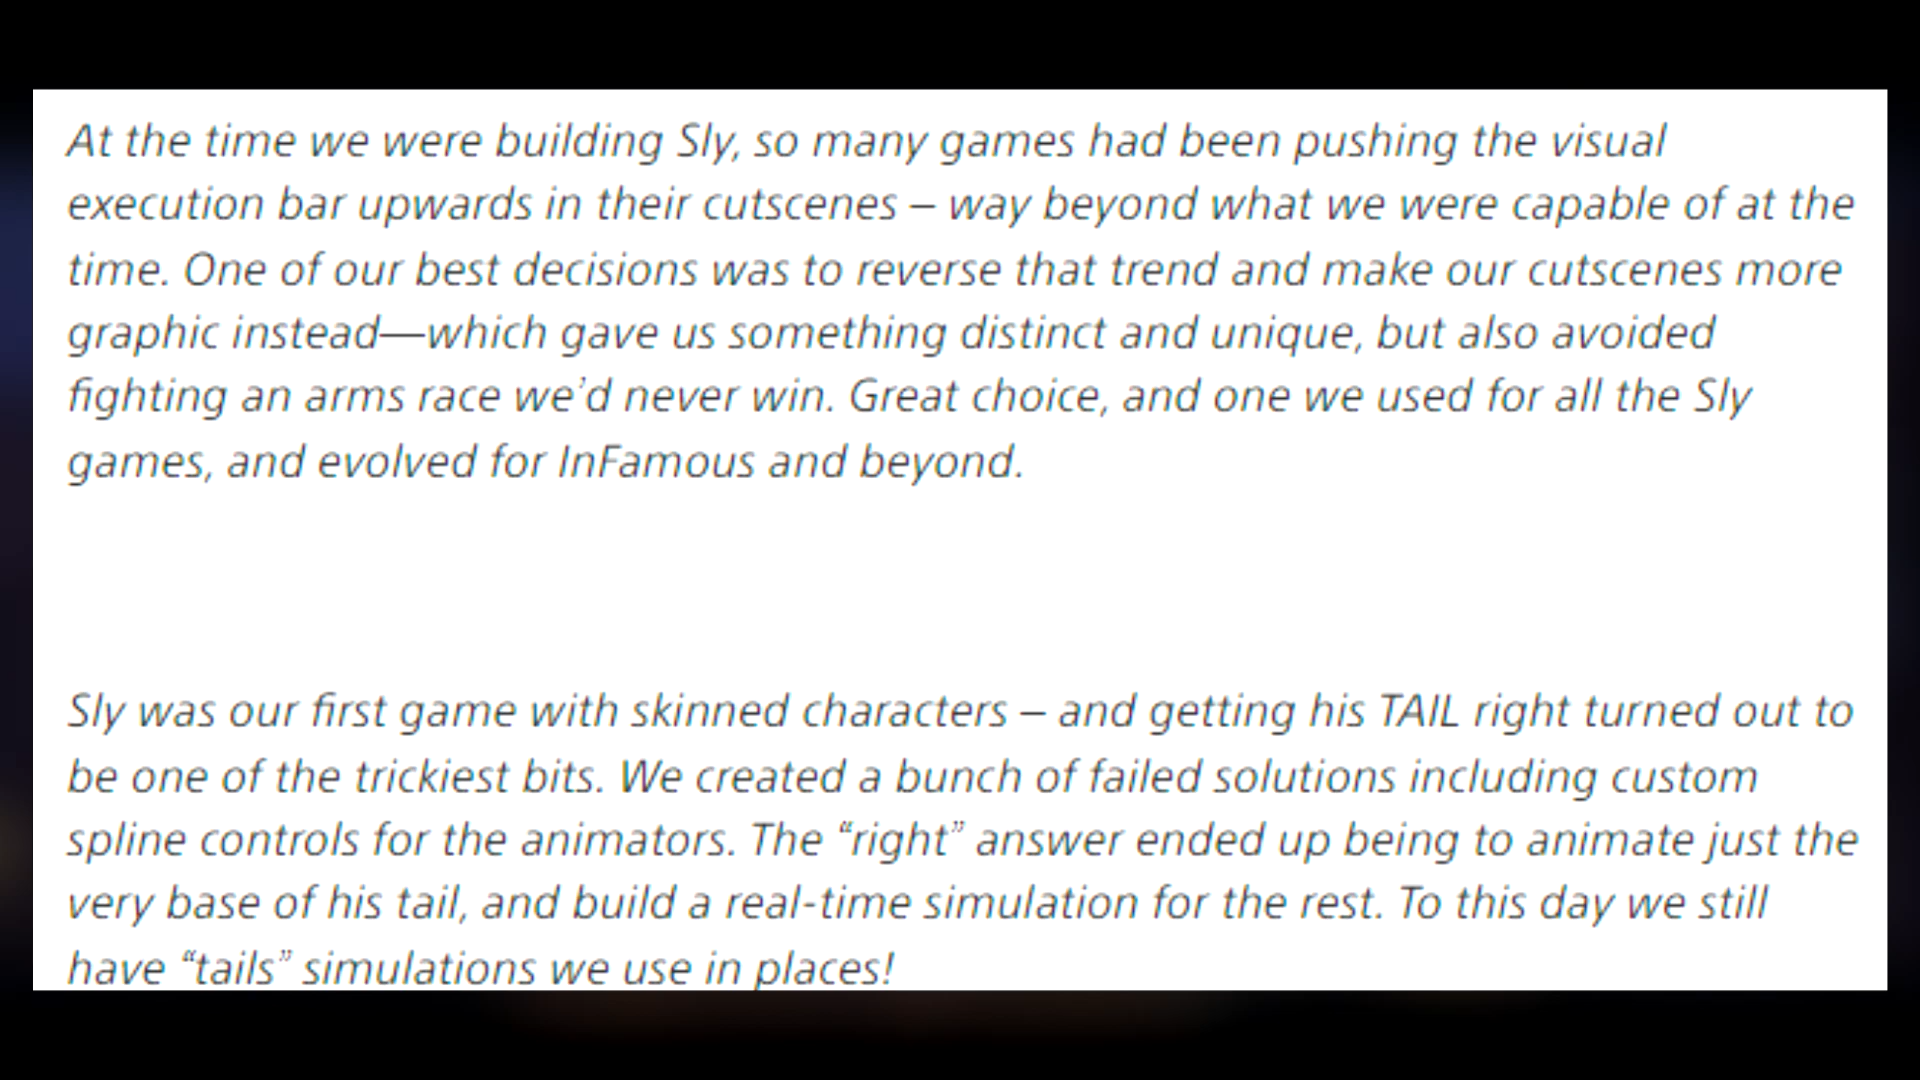 At the time we were building Sly, so many games had been pushing the visual
execution bar upwards in their cutscenes – way beyond what we were capable of at the
time. One of our best decisions was to reverse that trend and make our cutscenes more
graphic instead—which gave us something distinct and unique, but also avoided
fighting an arms race we’d never win. Great choice, and one we used for all the Sly
games, and evolved for InFamous and beyond.
Sly was our first game with skinned characters – and getting his TAIL right turned out to
be one of the trickiest bits. We created a bunch of failed solutions including custom
spline controls for the animators. The “right” answer ended up being to animate just the
very base of his tail, and build a real-time simulation for the rest. To this day we still
have “tails” simulations we use in places!